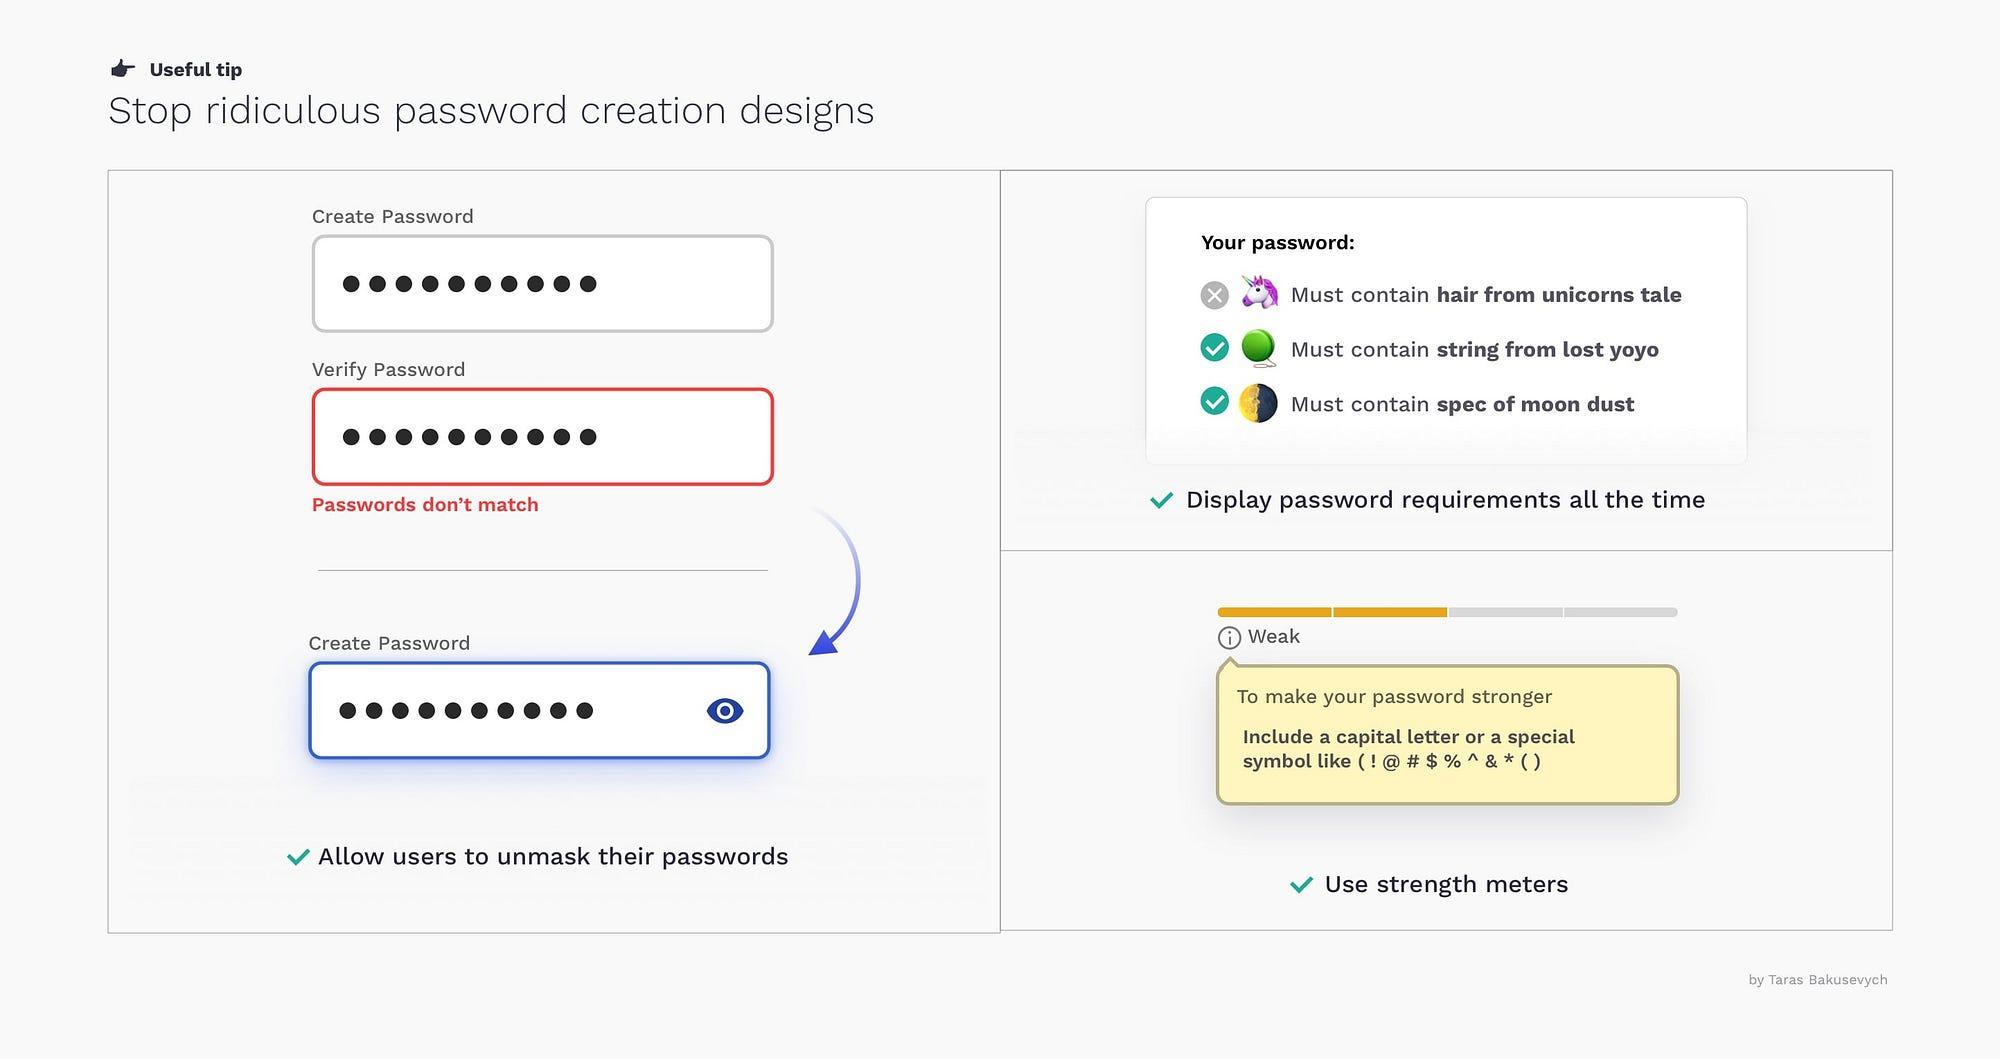 Useful tip
Stop ridiculous password creation designs
Create Password
Verify Password
Passwords don’t match
Create Password
Allow users to unmask their passwords
Your password:
Must contain hair from unicorns tale
Must contain string from lost yoyo
Must contain spec of moon dust
Display password requirements all the time
Weak
To make your password stronger
Include a capital letter or a special
symbol like ( ! @ # $ % ^ & * ( )
Use strength meters
by Taras Bakusevych